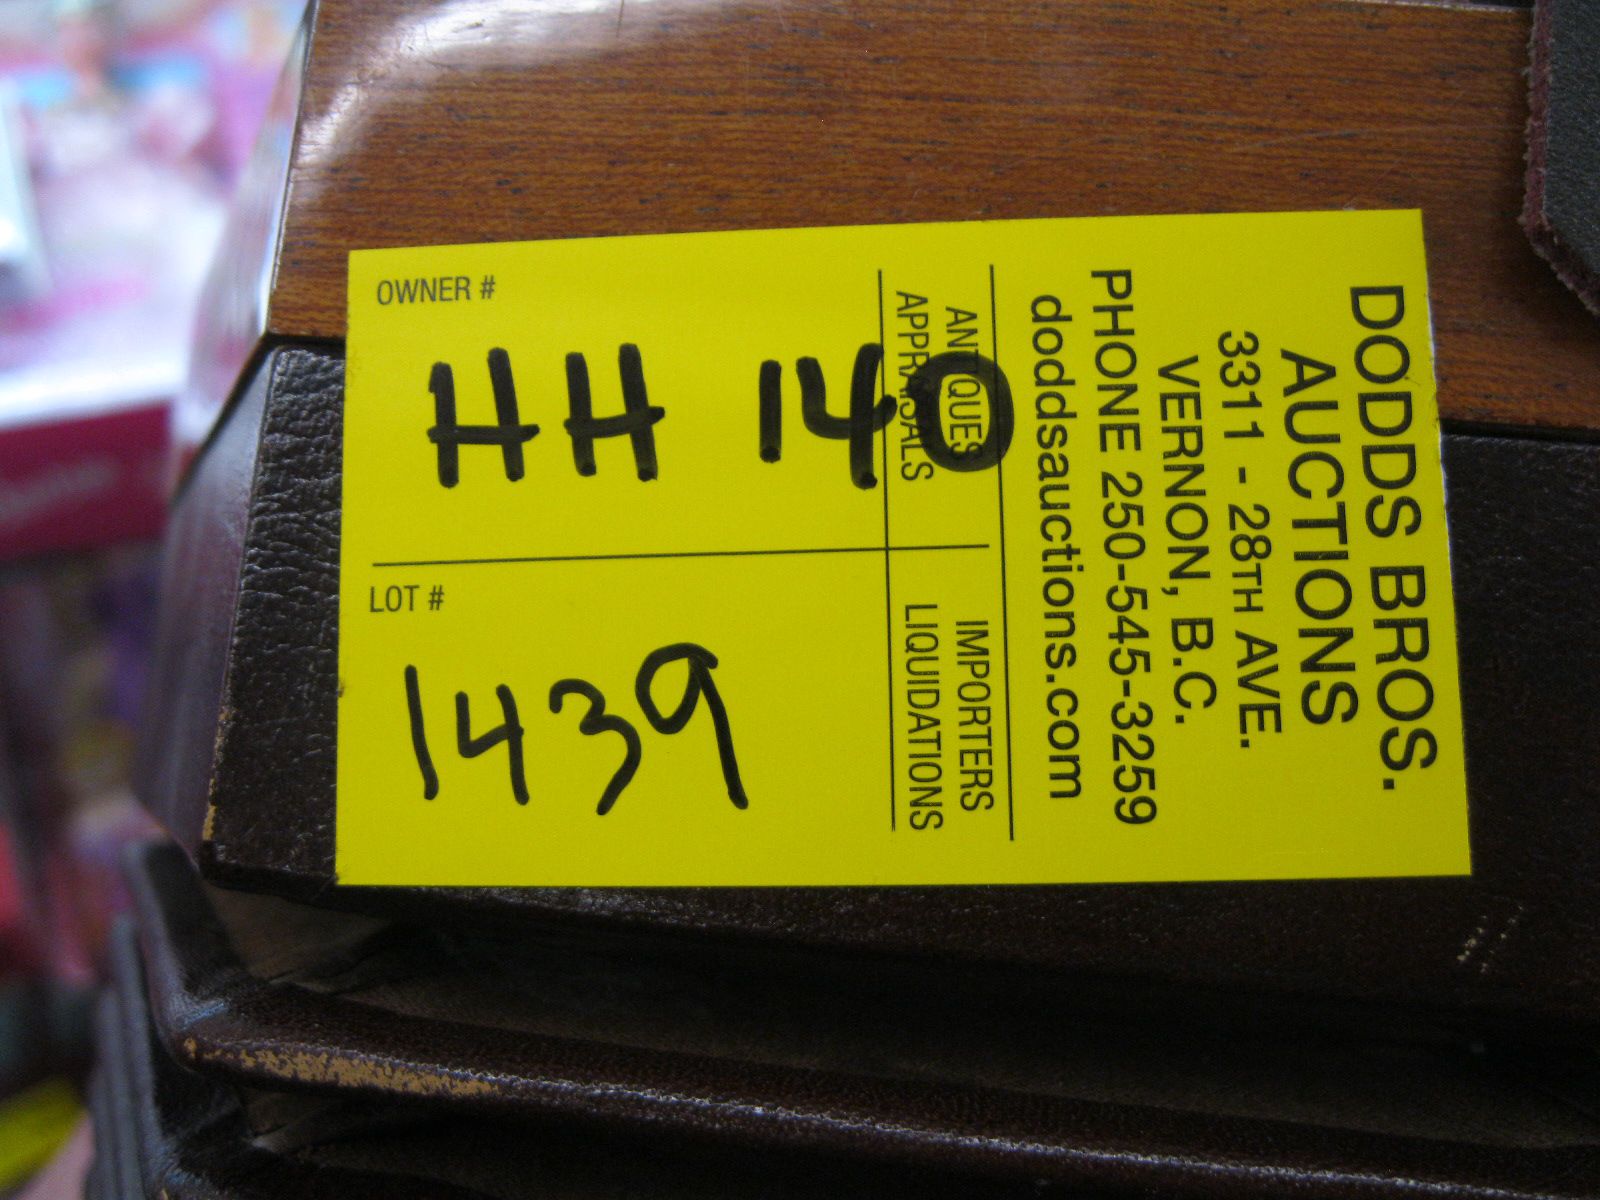 DODDS BROS.
AUCTIONS
3311 - 28TH AVE.
VERNON, B.C.
PHONE 250-545-3259
doddsauctions.com
ANTIQUES IMPORTERS
APPRAISALS LIQUIDATIONS
OWNER #
HH 140
LOT #
1439